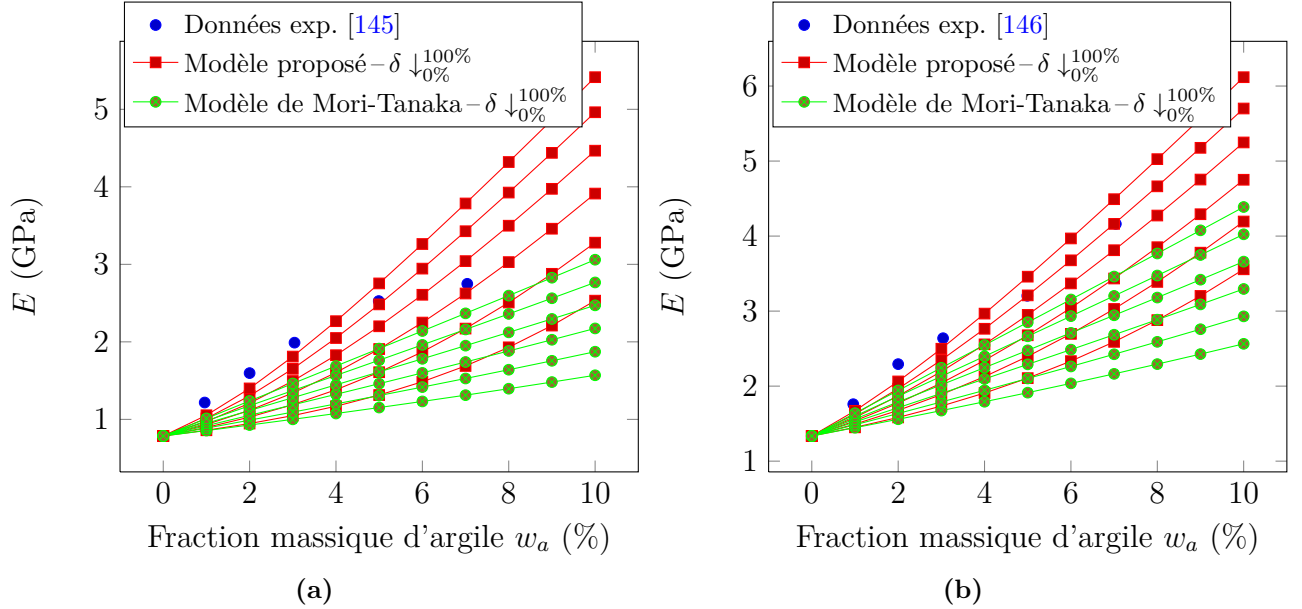 Données exp. [145]
Modèle proposé – δ ↓100% 0%
Modèle de Mori-Tanaka – δ ↓100% 0%
5
4
3
2
1
E (GPa)
0 2 4 6 8 10
Fraction massique d'argile wa (%)
(a)
Données exp. [146]
Modèle proposé – δ ↓100% 0%
Modèle de Mori-Tanaka – δ ↓100% 0%
6
5
4
3
2
1
E (GPa)
0 2 4 6 8 10
Fraction massique d'argile wa (%)
(b)